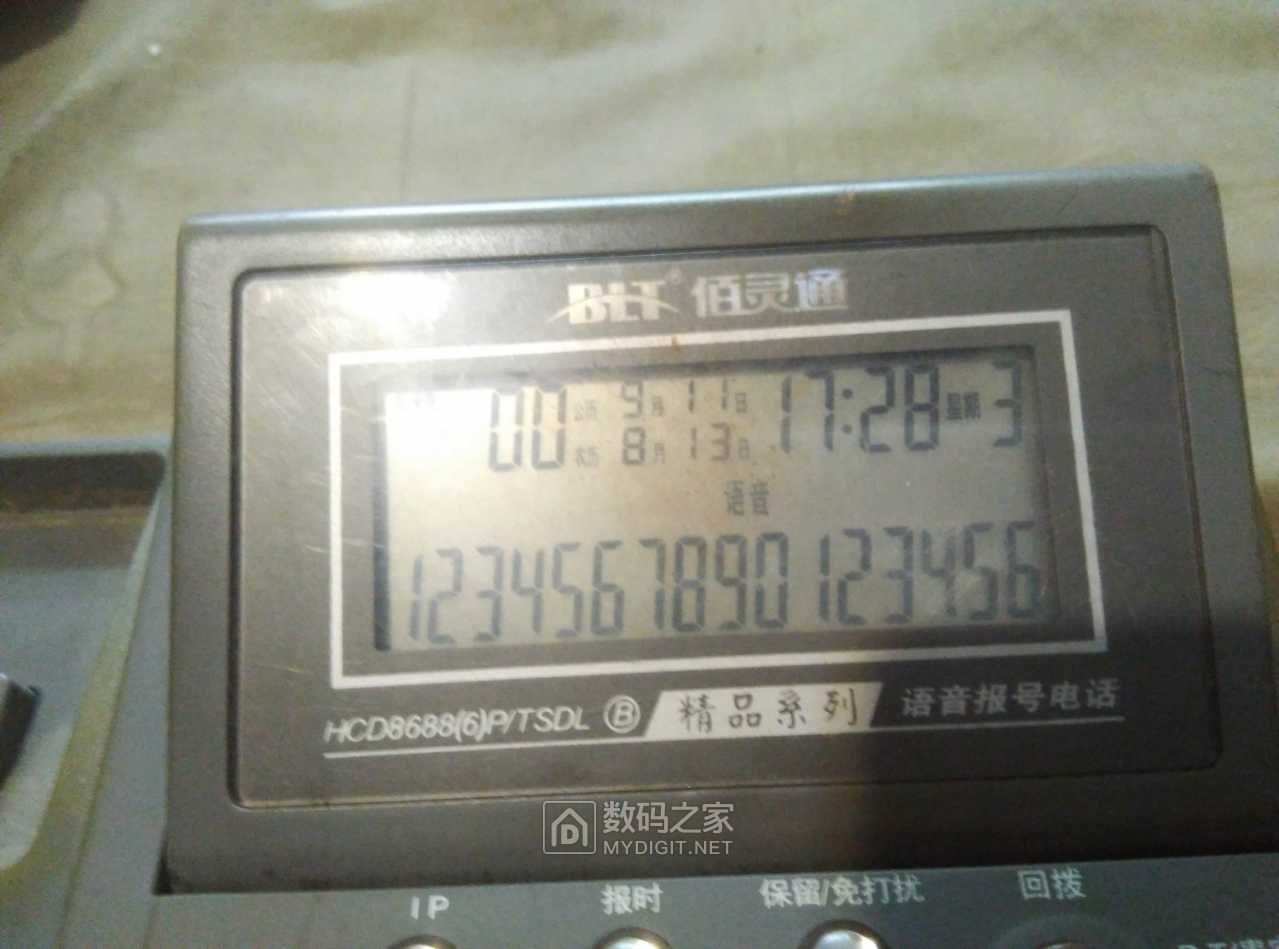 BLT® 佰灵通
00 公历 9月 11日 17:28 星期 3
农历 8月 13日
语音
1234567890 123456
HCD8688(6)P/TSDL Ⓑ 精品系列 语音报号电话
数码之家
MYDIGIT.NET
IP 报时 保留/免打扰 回拨